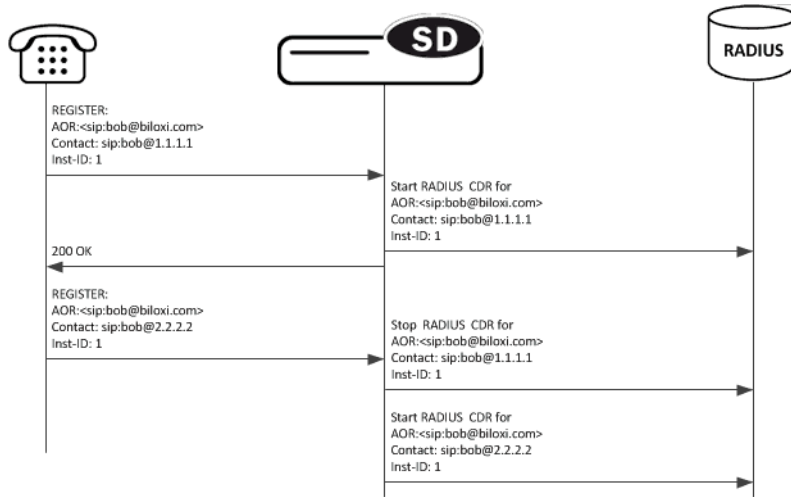 SD
RADIUS
REGISTER:
AOR:<sip:bob@biloxi.com>
Contact: sip:bob@1.1.1.1
Inst-ID: 1
Start RADIUS CDR for
AOR:<sip:bob@biloxi.com>
Contact: sip:bob@1.1.1.1
Inst-ID: 1
200 OK
REGISTER:
AOR:<sip:bob@biloxi.com>
Contact: sip:bob@2.2.2.2
Inst-ID: 1
Stop RADIUS CDR for
AOR:<sip:bob@biloxi.com>
Contact: sip:bob@1.1.1.1
Inst-ID: 1
Start RADIUS CDR for
AOR:<sip:bob@biloxi.com>
Contact: sip:bob@2.2.2.2
Inst-ID: 1